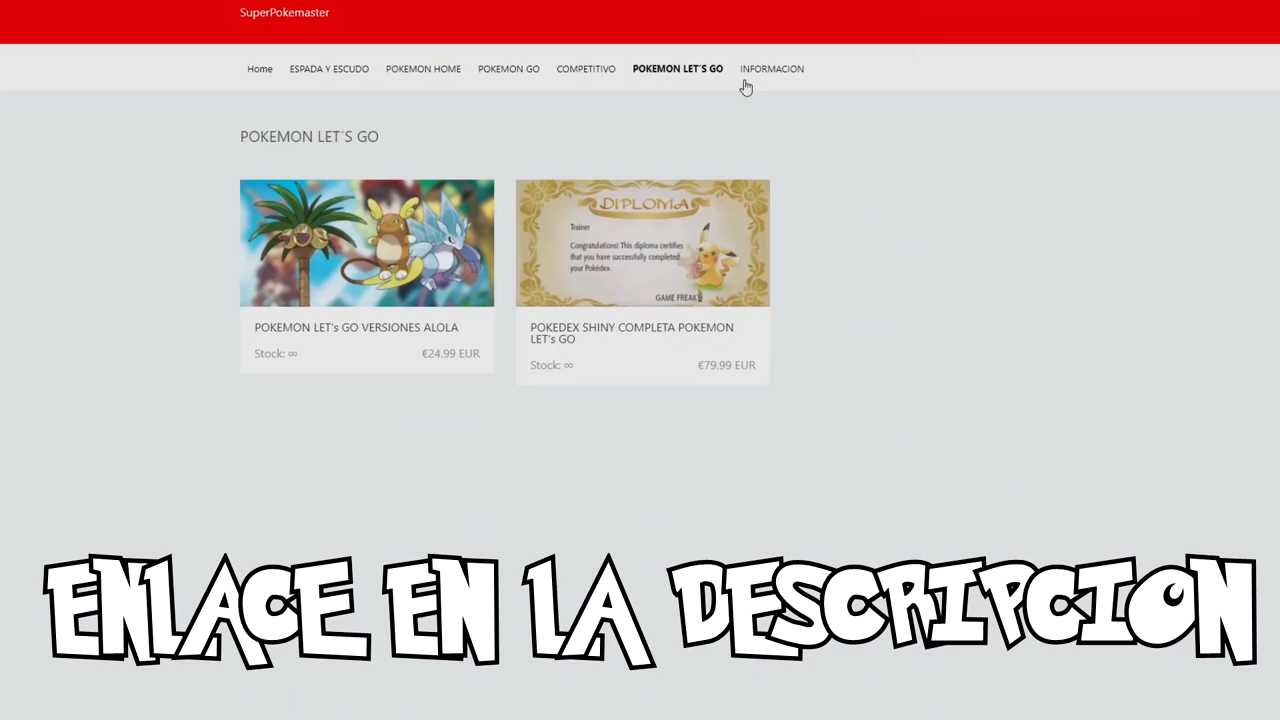 SuperPokemaster
Home ESPADA Y ESCUDO POKEMON HOME POKEMON GO COMPETITIVO POKEMON LET´S GO INFORMACION
POKEMON LET´S GO
DIPLOMA
Trainer
Congratulations! This diploma certifies
that you have successfully completed
your Pokédex.
GAME FREAK
POKEMON LET's GO VERSIONES ALOLA
Stock: ∞ €24.99 EUR
POKEDEX SHINY COMPLETA POKEMON
LET's GO
Stock: ∞ €79.99 EUR
ENLACE EN LA DESCRIPCION